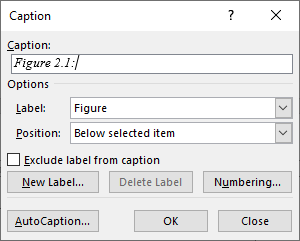 Caption
?
Caption:
Figure 2.1:
Options
Label: Figure
Position: Below selected item
Exclude label from caption
New Label... Delete Label Numbering...
AutoCaption... OK Close